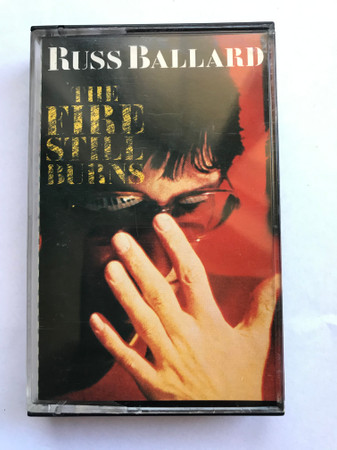 RUSS BALLARD
THE
FIRE
STILL
BURNS